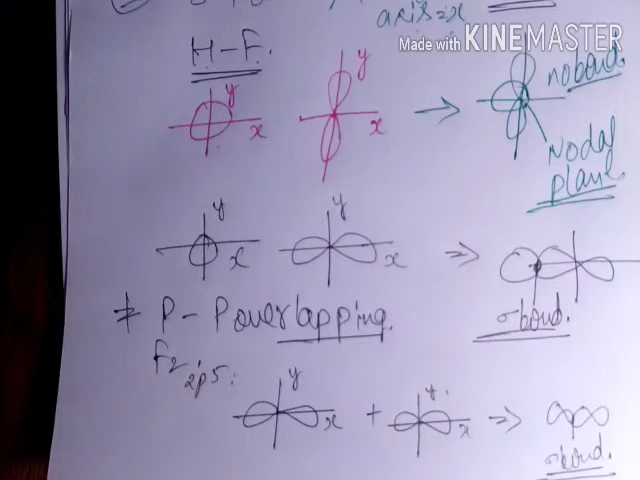 axis=x
Made with KINEMASTER
H-F.
y
y
x
x
no bond.
Nodal
plane
y
y
x
x
σ bond.
≠ P-P overlapping.
F2
2p5.
y
y
x
+
x
σ bond.